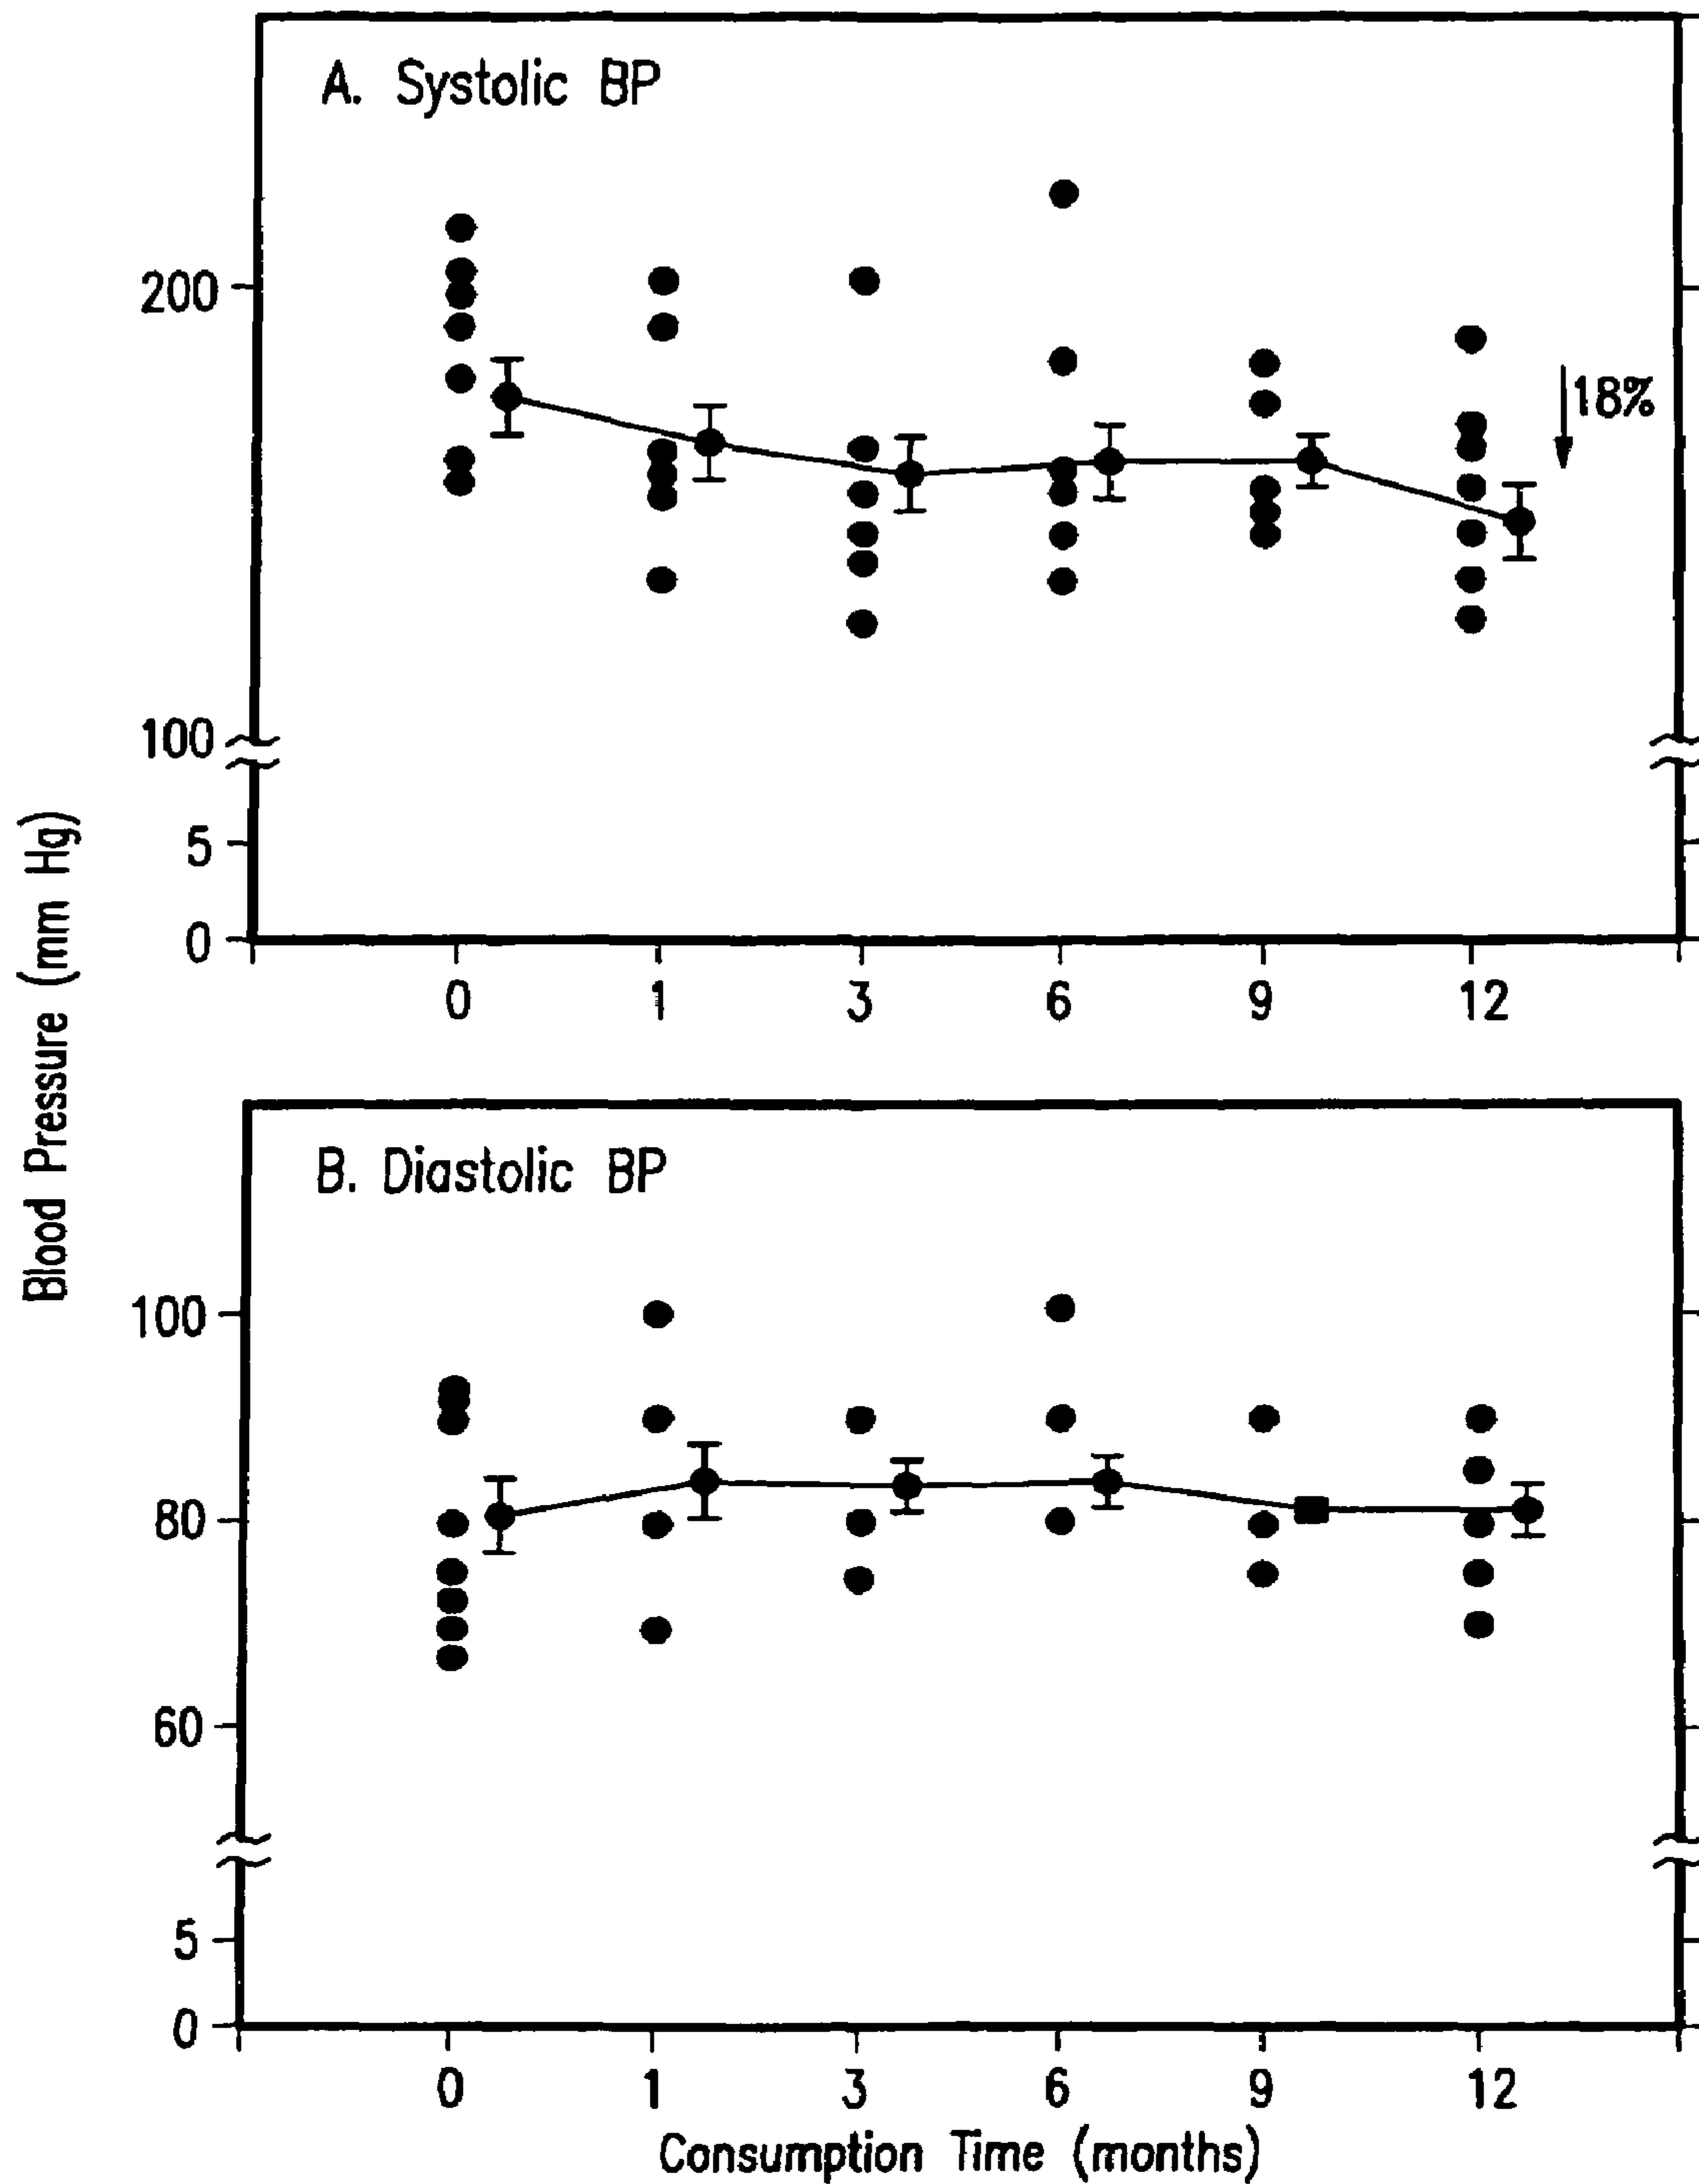 A. Systolic BP
200
18%
100
5
0
0 1 3 6 9 12
Blood Pressure (mm Hg)
B. Diastolic BP
100
80
60
5
0
0 1 3 6 9 12
Consumption Time (months)